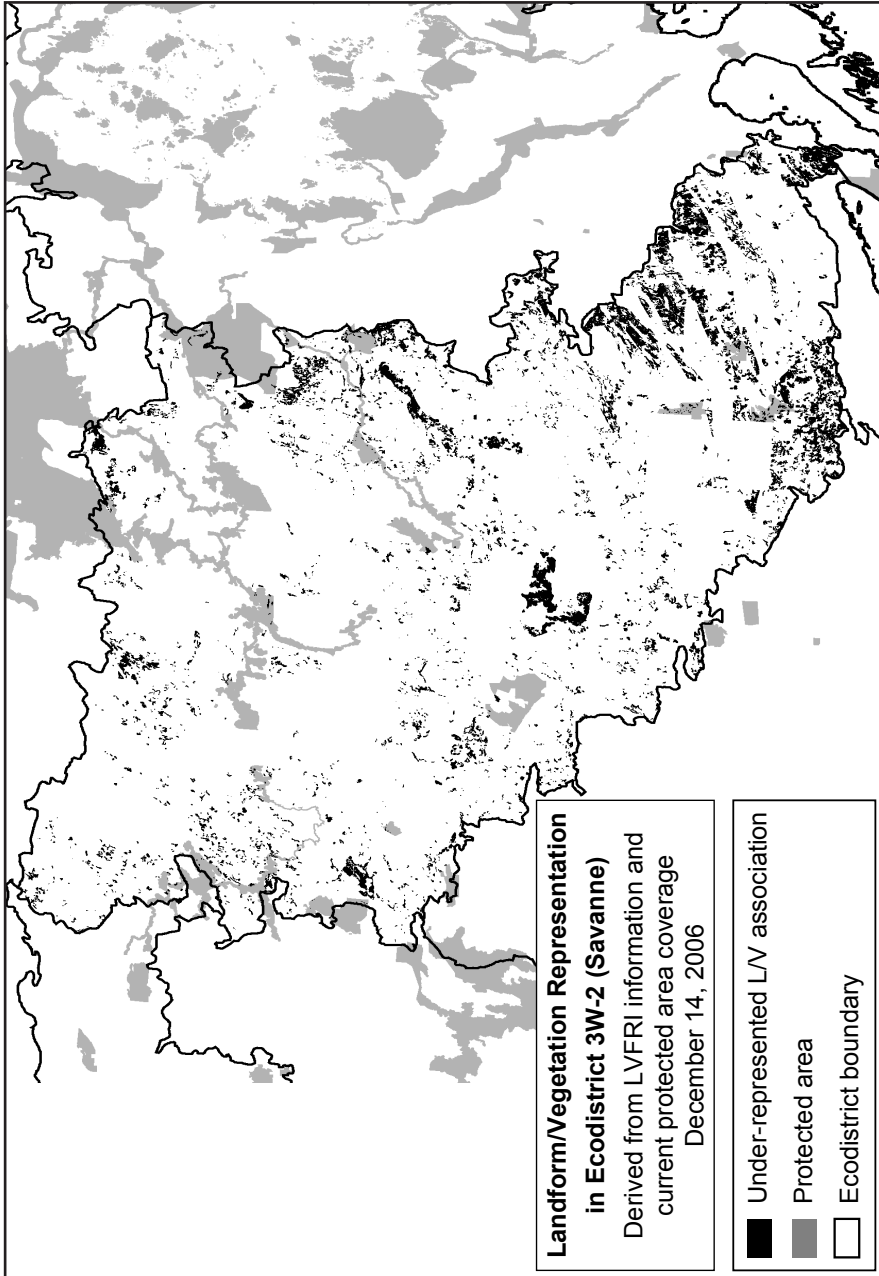 Landform/Vegetation Representation
in Ecodistrict 3W-2 (Savanne)
Derived from LVFRI information and
current protected area coverage
December 14, 2006
Under-represented L/V association
Protected area
Ecodistrict boundary